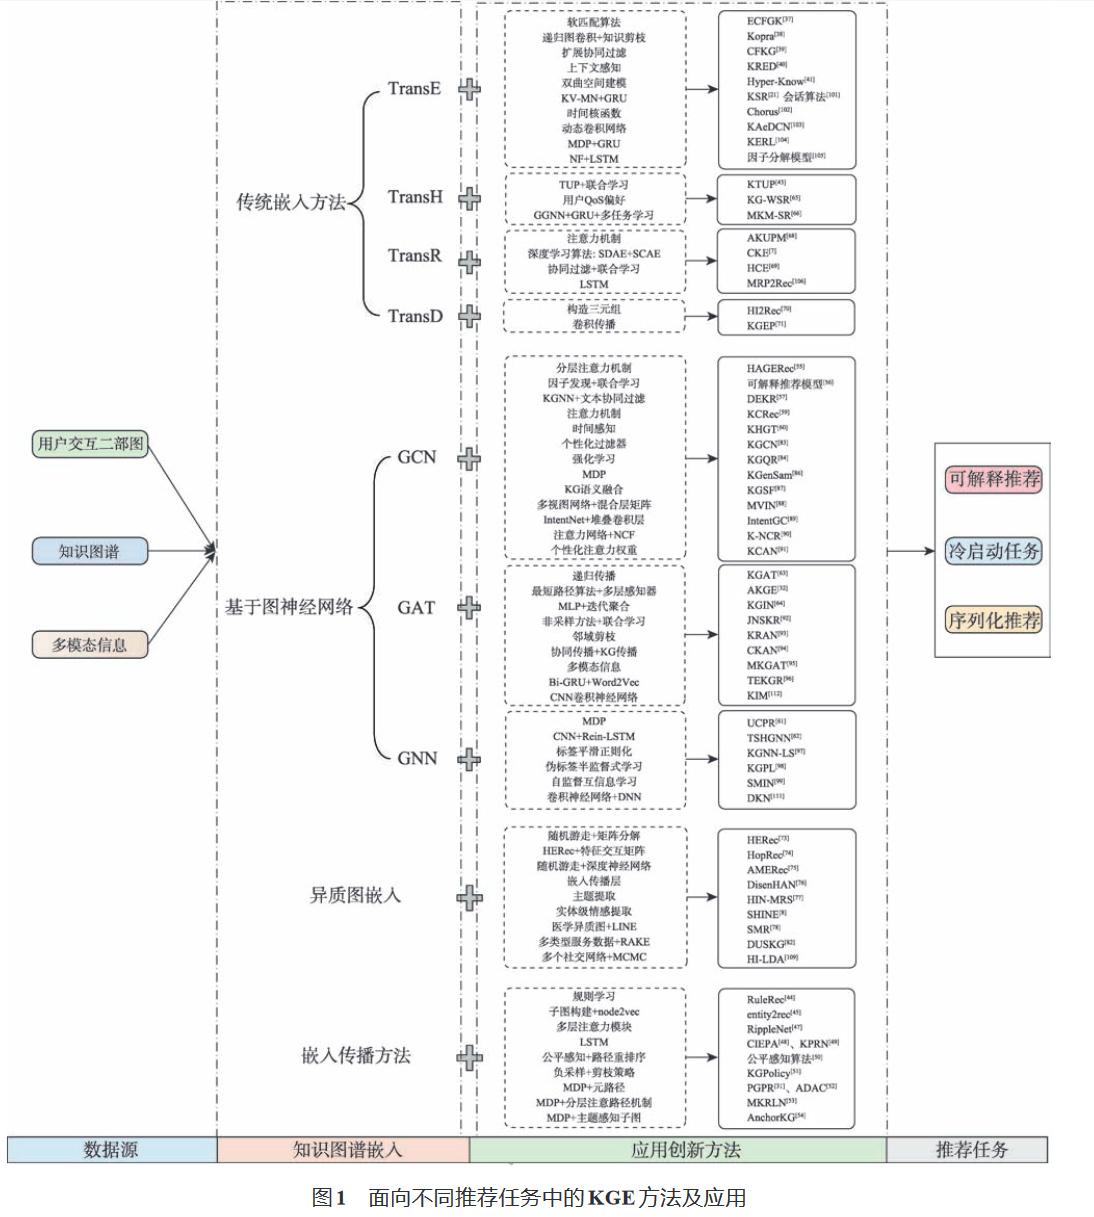 软匹配算法
递归图卷积+知识剪枝
扩展协同过滤
上下文感知
双曲空间建模
KV-MN+GRU
时间核函数
动态卷积网络
MDP+GRU
NF+LSTM
ECFGK[37]
Kopra[38]
CFKG[39]
KRED[40]
Hyper-Know[41]
KSR[21] 会话算法[101]
Chorus[102]
KAeDCN[103]
KERL[104]
因子分解模型[105]
TransE
传统嵌入方法
TransH
TUP+联合学习
用户QoS偏好
GGNN+GRU+多任务学习
KTUP[43]
KG-WSR[65]
MKM-SR[66]
TransR
注意力机制
深度学习算法: SDAE+SCAE
协同过滤+联合学习
LSTM
AKUPM[68]
CKE[7]
HCE[69]
MRP2Rec[106]
TransD
构造三元组
卷积传播
HI2Rec[70]
KGEP[71]
用户交互二部图
知识图谱
多模态信息
基于图神经网络
GCN
分层注意力机制
因子发现+联合学习
KGNN+文本协同过滤
注意力机制
时间感知
个性化过滤器
强化学习
MDP
KG语义融合
多视图网络+混合层矩阵
IntentNet+堆叠卷积层
注意力网络+NCF
个性化注意力权重
HAGERec[55]
可解释推荐模型[56]
DEKR[57]
KCRec[59]
KHGT[60]
KGCN[83]
KGQR[84]
KGenSam[86]
KGSF[87]
MVIN[88]
IntentGC[89]
K-NCR[90]
KCAN[91]
GAT
递归传播
最短路径算法+多层感知器
MLP+迭代聚合
非采样方法+联合学习
邻域剪枝
协同传播+KG传播
多模态信息
Bi-GRU+Word2Vec
CNN卷积神经网络
KGAT[63]
AKGE[32]
KGIN[64]
JNSKR[92]
KRAN[93]
CKAN[94]
MKGAT[95]
TEKGR[96]
KIM[112]
GNN
MDP
CNN+Rein-LSTM
标签平滑正则化
伪标签半监督式学习
自监督互信息学习
卷积神经网络+DNN
UCPR[61]
TSHGNN[62]
KGNN-LS[97]
KGPL[98]
SMIN[99]
DKN[111]
可解释推荐
冷启动任务
序列化推荐
异质图嵌入
随机游走+矩阵分解
HERec+特征交互矩阵
随机游走+深度神经网络
嵌入传播层
主题提取
实体级情感提取
医学异质图+LINE
多类型服务数据+RAKE
多个社交网络+MCMC
HERec[73]
HopRec[74]
AMERec[75]
DisenHAN[76]
HIN-MRS[77]
SHINE[8]
SMR[78]
DUSKG[82]
HI-LDA[109]
嵌入传播方法
规则学习
子图构建+node2vec
多层注意力模块
LSTM
公平感知+路径重排序
负采样+剪枝策略
MDP+元路径
MDP+分层注意路径机制
MDP+主题感知子图
RuleRec[44]
entity2rec[45]
RippleNet[47]
CIEPA[48]、KPRN[49]
公平感知算法[50]
KGPolicy[51]
PGPR[31]、ADAC[52]
MKRLN[53]
AnchorKG[54]
数据源
知识图谱嵌入
应用创新方法
推荐任务
图1 面向不同推荐任务中的KGE方法及应用